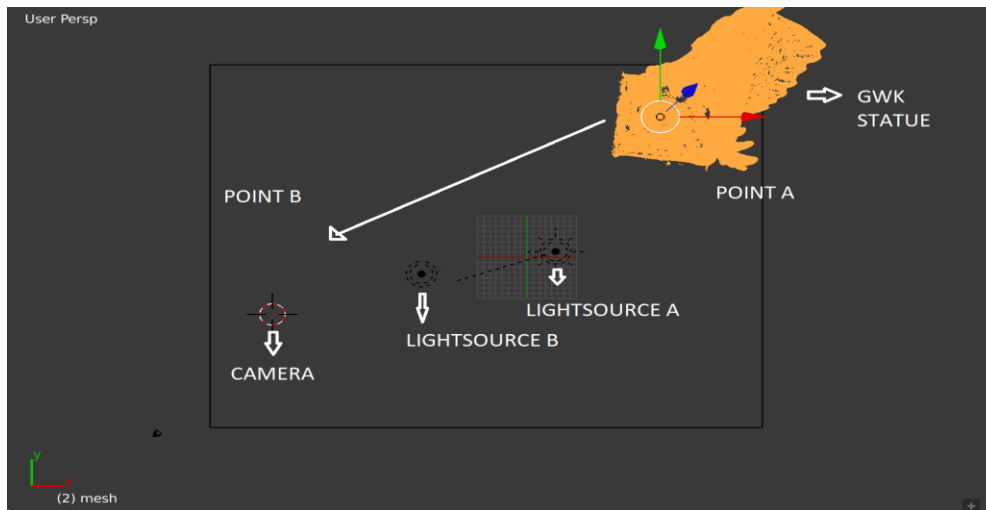 User Persp
GWK
STATUE
POINT A
POINT B
LIGHTSOURCE A
LIGHTSOURCE B
CAMERA
y
x
(2) mesh